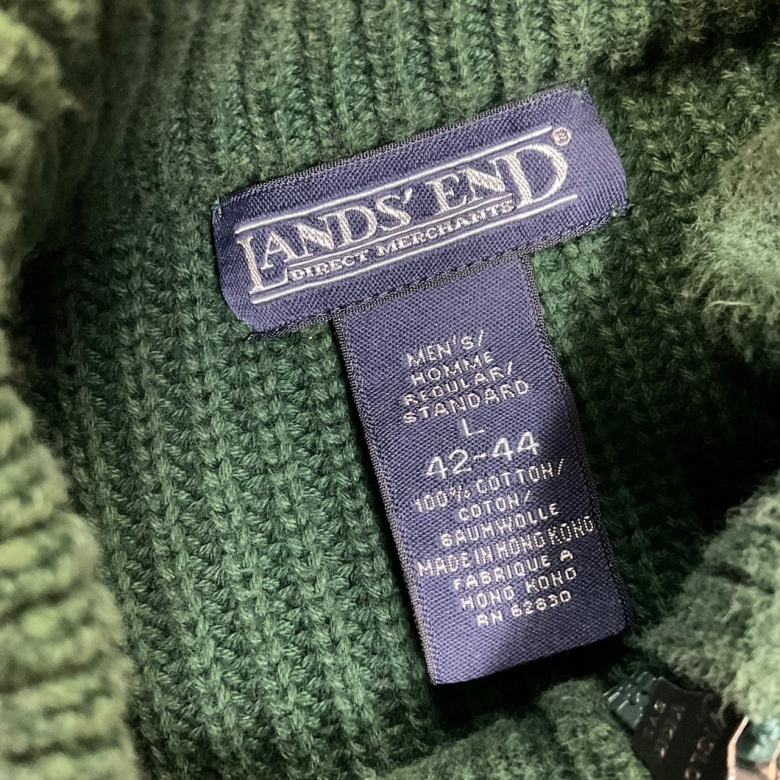 LANDS' END®
DIRECT MERCHANTS
MEN'S/
HOMME
REGULAR/
STANDARD
L
42-44
100% COTTON/
COTON/
BAUMWOLLE
MADE IN HONG KONG
FABRIQUE A
HONG KONG
RN 62830